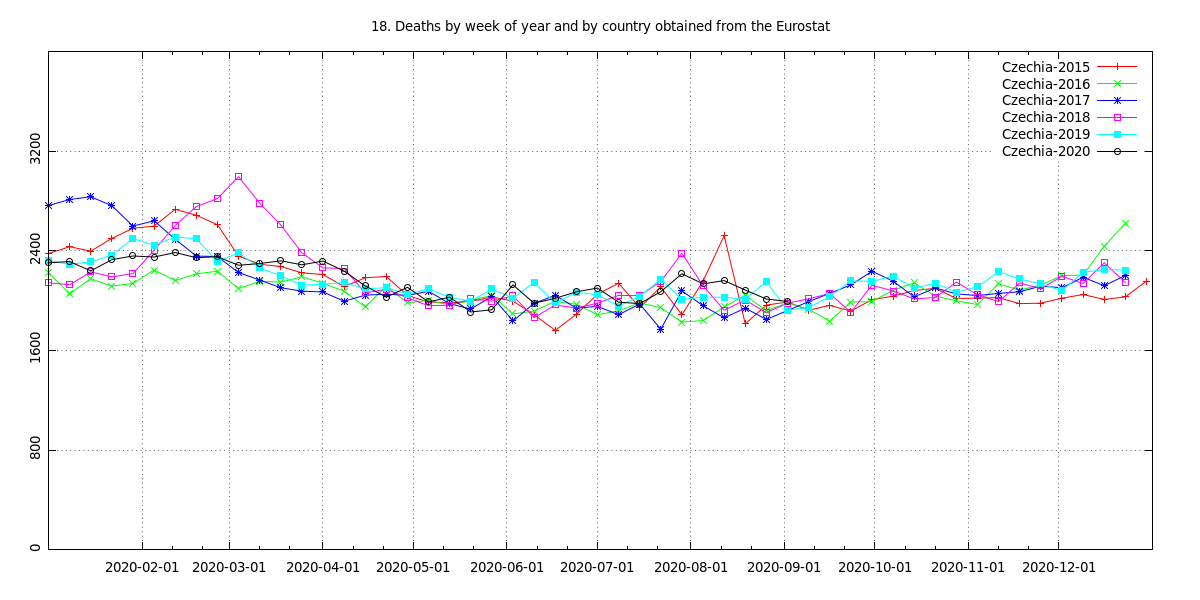 18. Deaths by week of year and by country obtained from the Eurostat
Czechia-2015
Czechia-2016
Czechia-2017
Czechia-2018
Czechia-2019
Czechia-2020
3200
2400
1600
800
0
2020-02-01 2020-03-01 2020-04-01 2020-05-01 2020-06-01 2020-07-01 2020-08-01 2020-09-01 2020-10-01 2020-11-01 2020-12-01